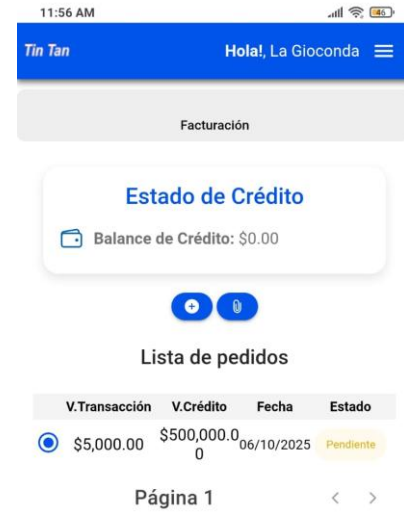 11:56 AM 46
Tin Tan Hola!, La Gioconda
Facturación
Estado de Crédito
Balance de Crédito: $0.00
Lista de pedidos
V.Transacción V.Crédito Fecha Estado
$5,000.00 $500,000.0 06/10/2025 Pendiente
0
Página 1